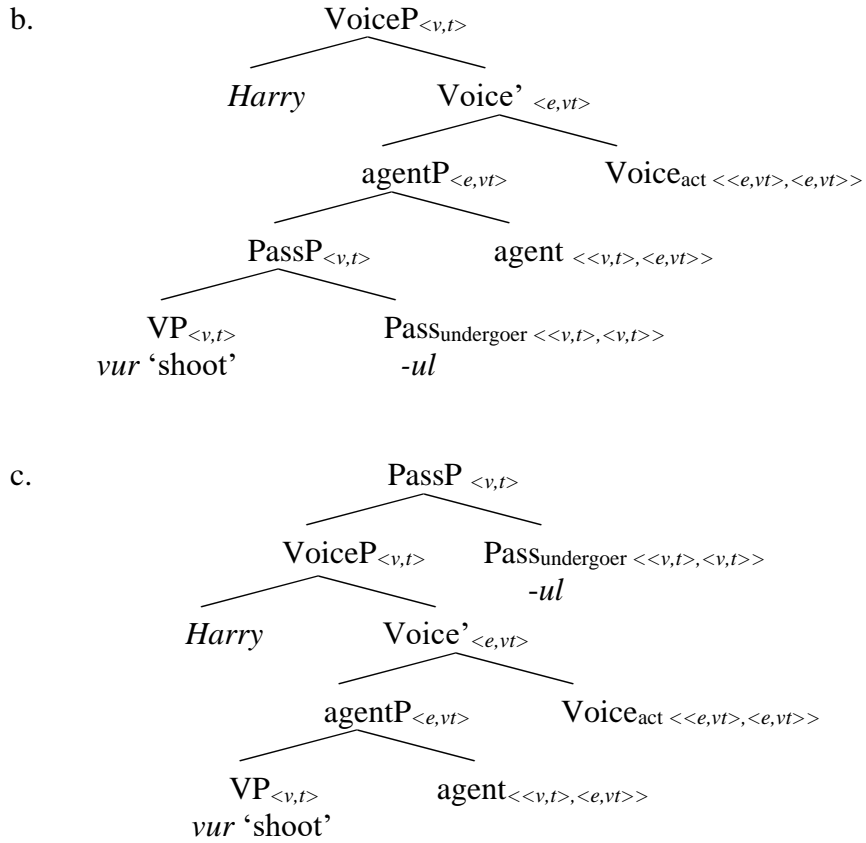 b.
VoiceP<v,t>
Harry Voice’ <e,vt>
agentP<e,vt> Voiceact <<e,vt>,<e,vt>>
PassP<v,t> agent <<v,t>,<e,vt>>
VP<v,t> Passundergoer <<v,t>,<v,t>>
vur ‘shoot’ -ul
c.
PassP <v,t>
VoiceP<v,t> Passundergoer <<v,t>,<v,t>>
-ul
Harry Voice’<e,vt>
agentP<e,vt> Voiceact <<e,vt>,<e,vt>>
VP<v,t> agent<<v,t>,<e,vt>>
vur ‘shoot’